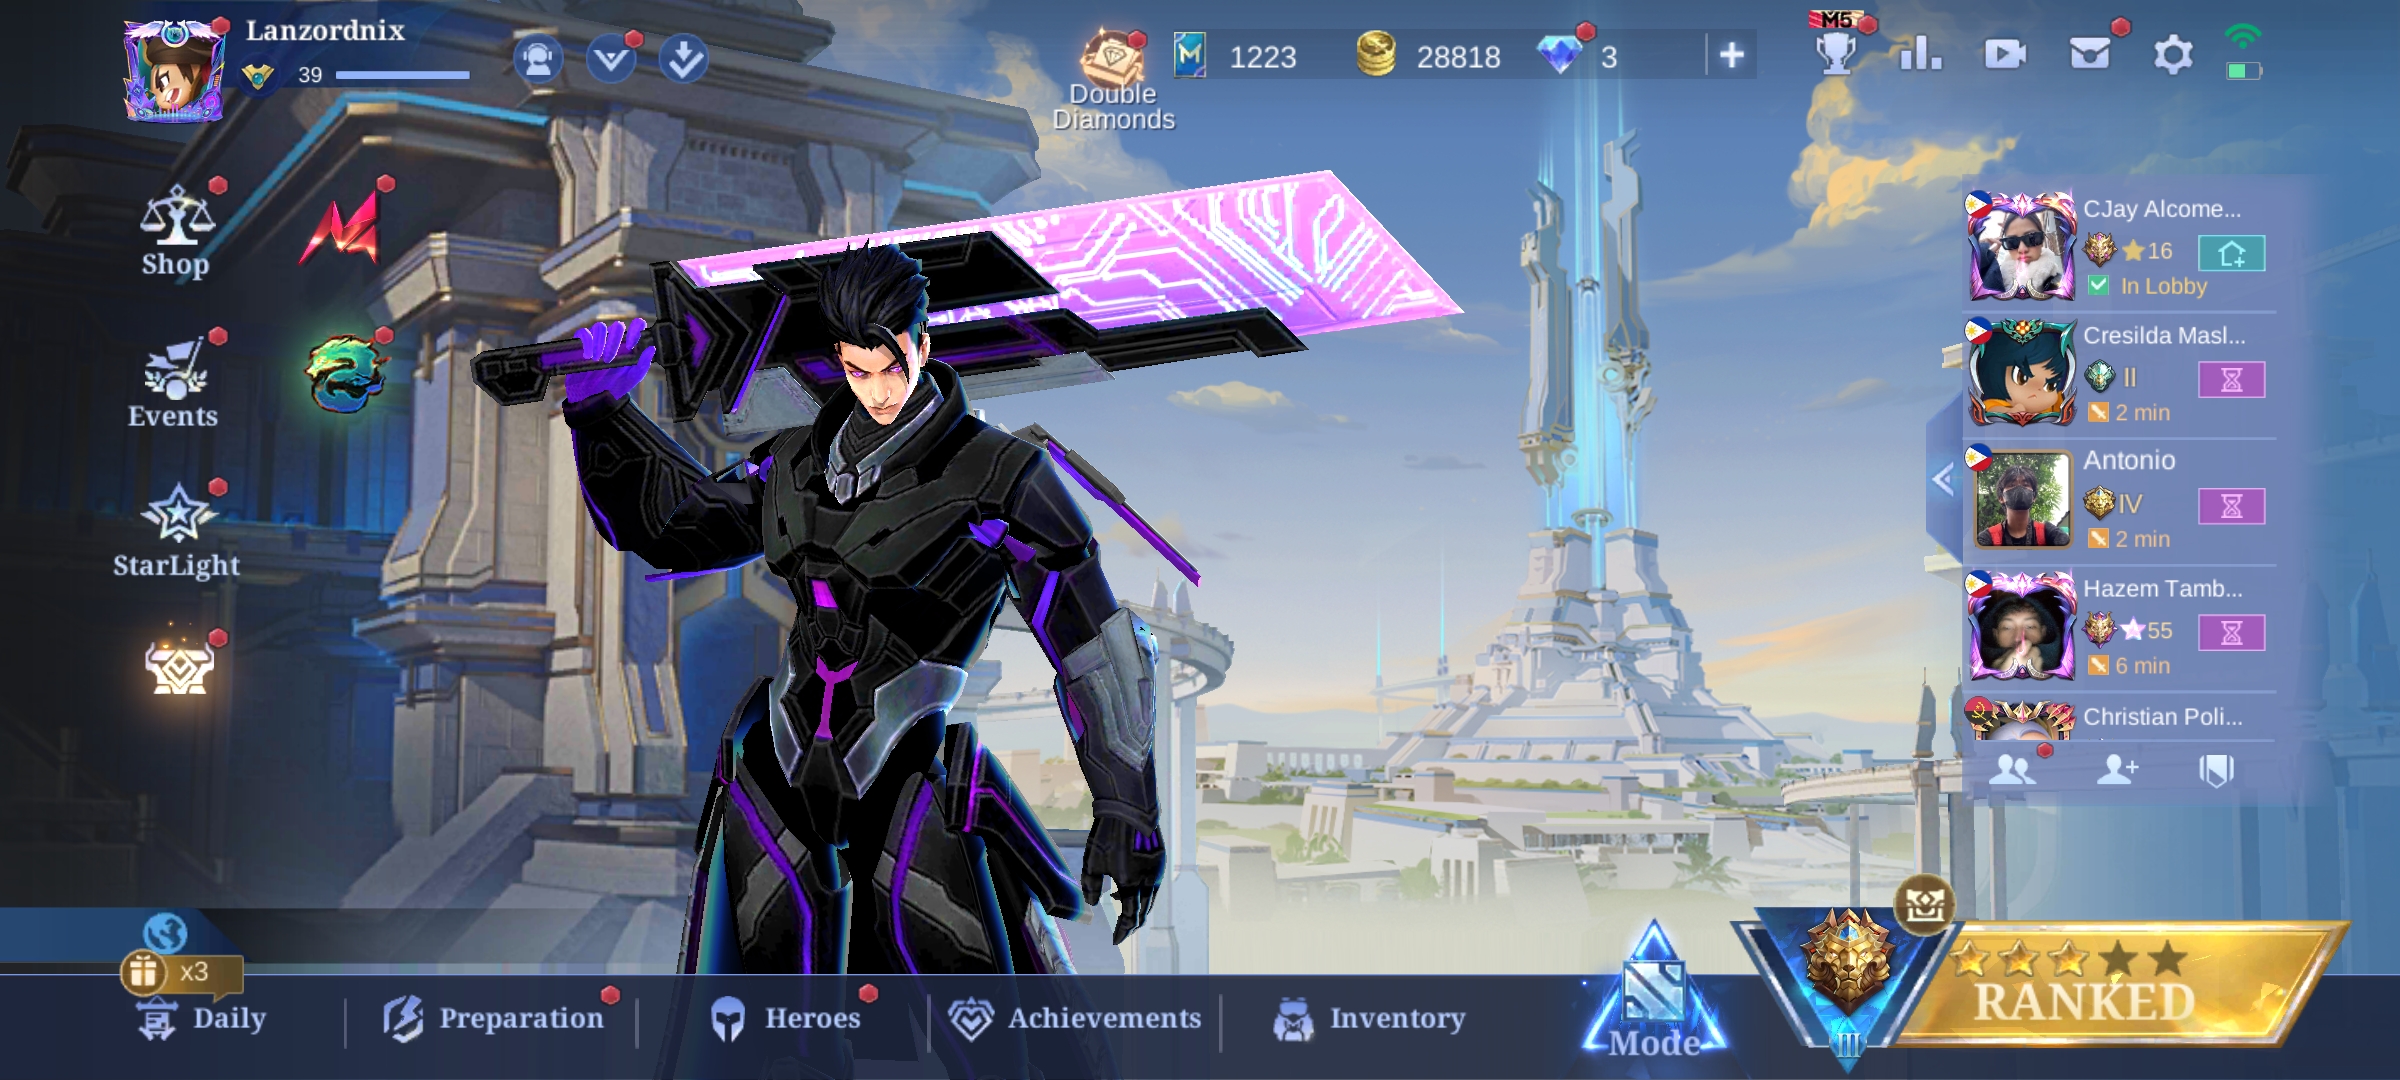 Lanzordnix
39
Double
Diamonds
1223
28818
3
M5
Shop
Events
StarLight
CJay Alcome...
16
In Lobby
Cresilda Masl...
II
2 min
Antonio
IV
2 min
Hazem Tamb...
55
6 min
Christian Poli...
x3
Daily
Preparation
Heroes
Achievements
Inventory
Mode
III
RANKED